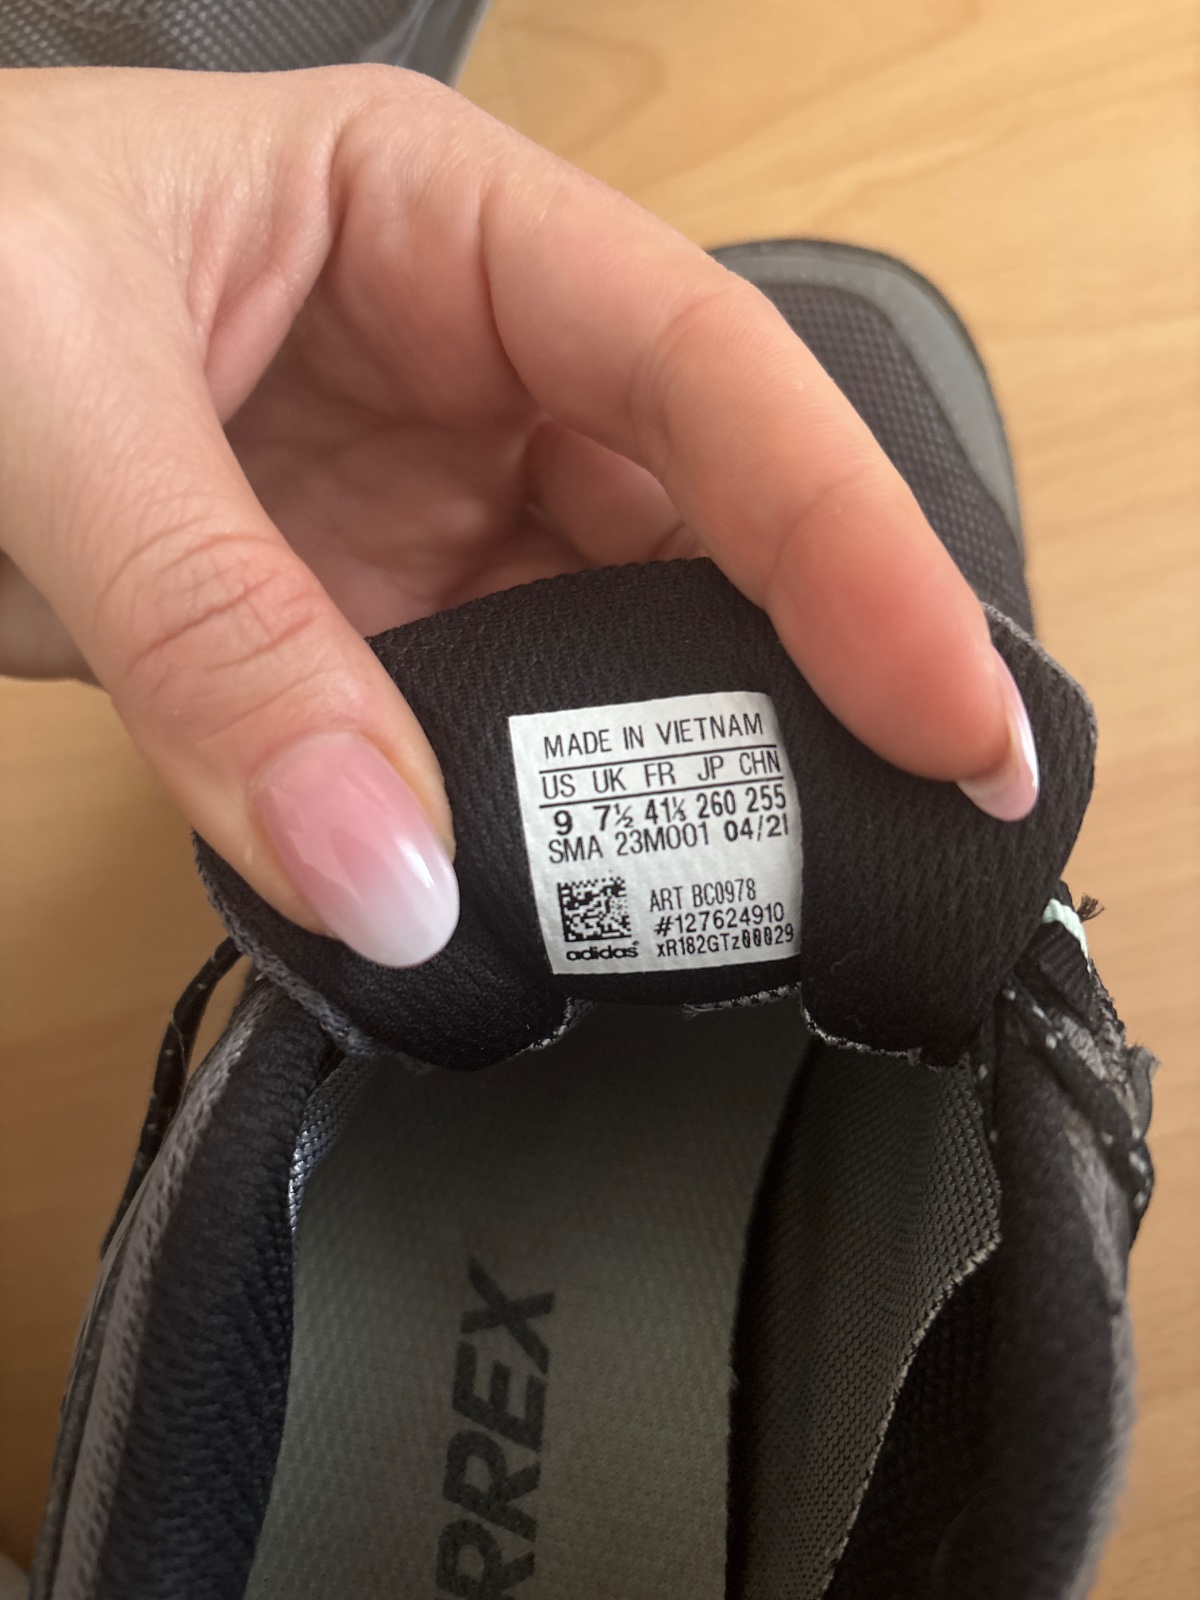 MADE IN VIETNAM
US UK FR JP CHN
9 7½ 41⅓ 260 255
SMA 23M001 04/21
ART BC0978
#127624910
xR182GTz00029
adidas
RREX